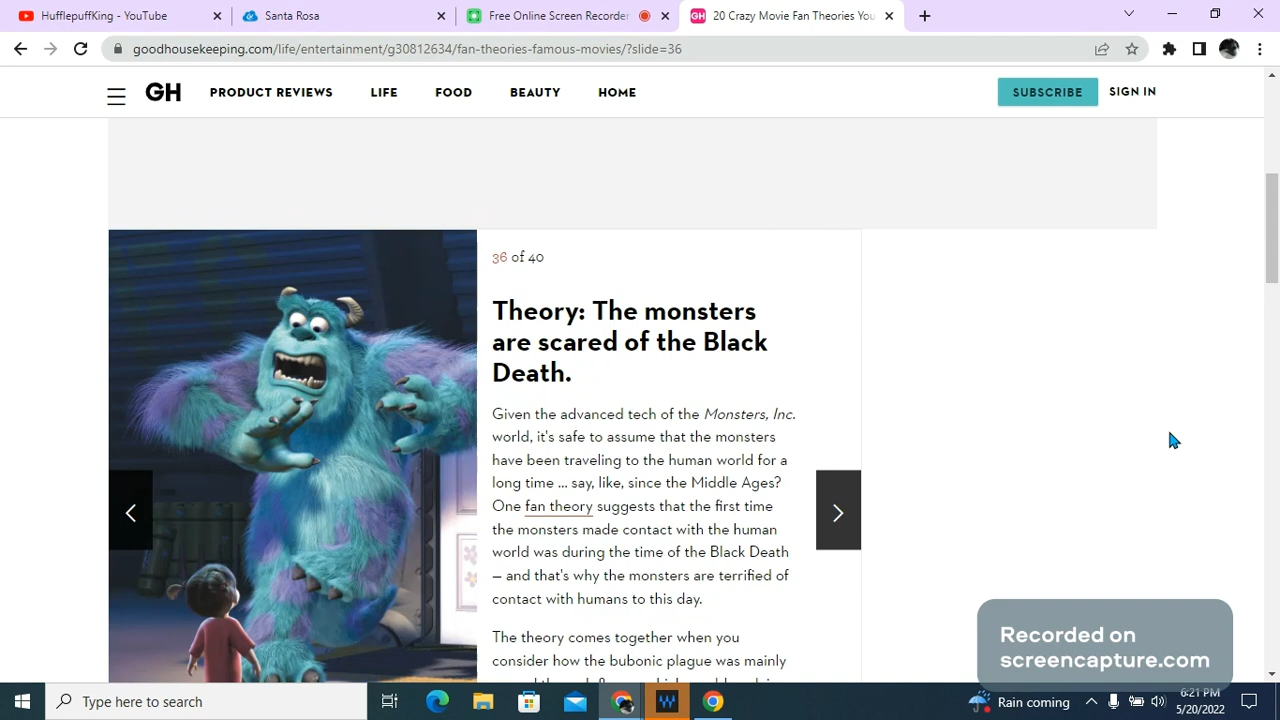 HufflepuffKing - YouTube
Santa Rosa
Free Online Screen Recorder
20 Crazy Movie Fan Theories You
goodhousekeeping.com/life/entertainment/g30812634/fan-theories-famous-movies/?slide=36
GH PRODUCT REVIEWS LIFE FOOD BEAUTY HOME SUBSCRIBE SIGN IN
36 of 40
Theory: The monsters
are scared of the Black
Death.
Given the advanced tech of the Monsters, Inc.
world, it's safe to assume that the monsters
have been traveling to the human world for a
long time ... say, like, since the Middle Ages?
One fan theory suggests that the first time
the monsters made contact with the human
world was during the time of the Black Death
– and that's why the monsters are terrified of
contact with humans to this day.
The theory comes together when you
consider how the bubonic plague was mainly
Recorded on
screencapture.com
Type here to search
Rain coming
6:21 PM
5/20/2022